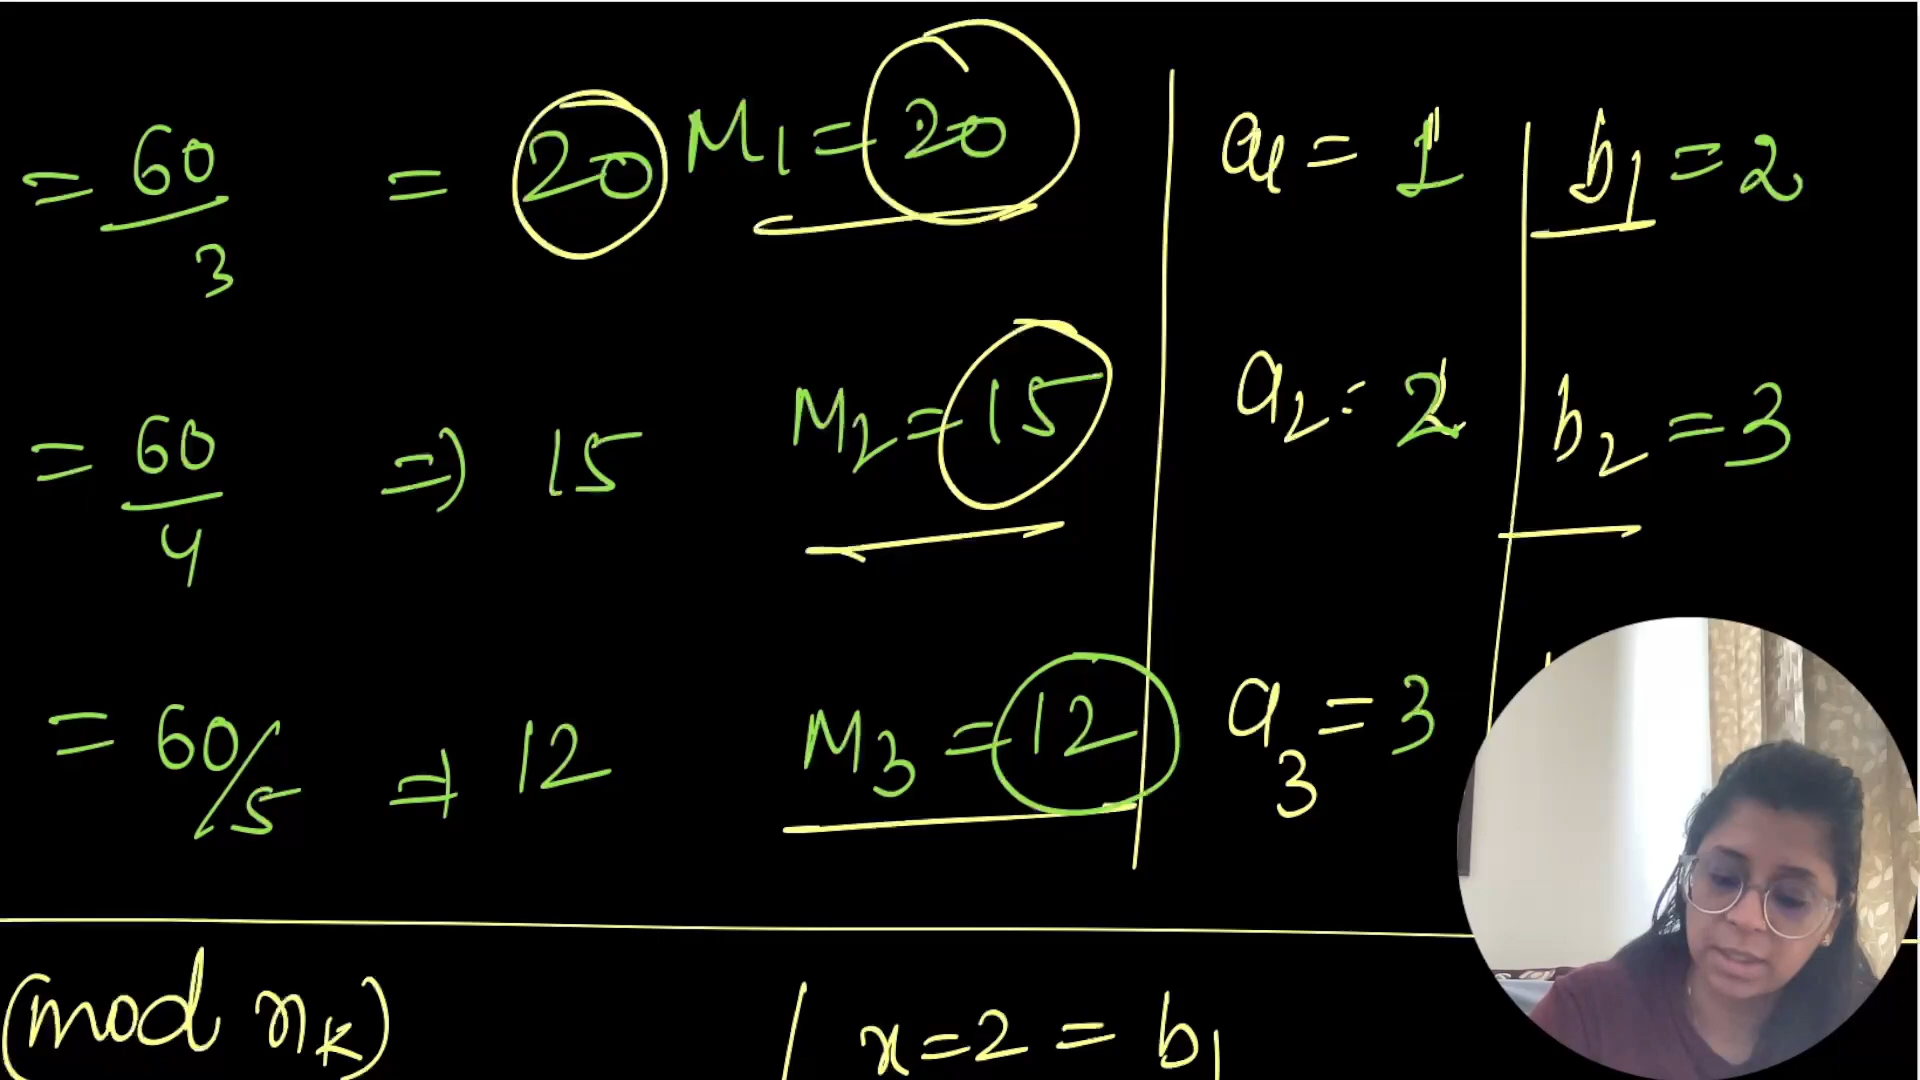 = 60/3 = 20 M1 = 20 a1 = 1 b1 = 2
= 60/4 => 15 M2 = 15 a2 = 2 b2 = 3
= 60/5 => 12 M3 = 12 a3 = 3
(mod nk) x = 2 = b1